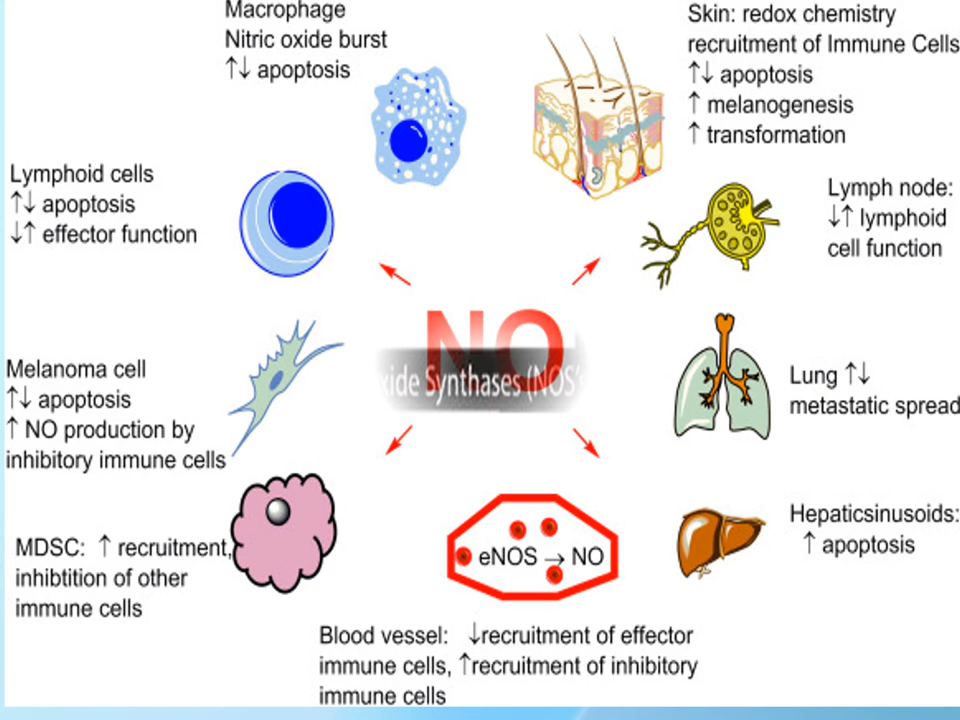 Macrophage
Nitric oxide burst
↑↓ apoptosis
Skin: redox chemistry
recruitment of Immune Cells
↑↓ apoptosis
↑ melanogenesis
↑ transformation
Lymphoid cells
↑↓ apoptosis
↓↑ effector function
Lymph node:
↓↑ lymphoid
cell function
NO
xide Synthases (NOS's
Melanoma cell
↑↓ apoptosis
↑ NO production by
inhibitory immune cells
Lung ↑↓
metastatic spread
MDSC: ↑ recruitment,
inhibtition of other
immune cells
eNOS → NO
Hepaticsinusoids:
↑ apoptosis
Blood vessel: ↓recruitment of effector
immune cells, ↑recruitment of inhibitory
immune cells